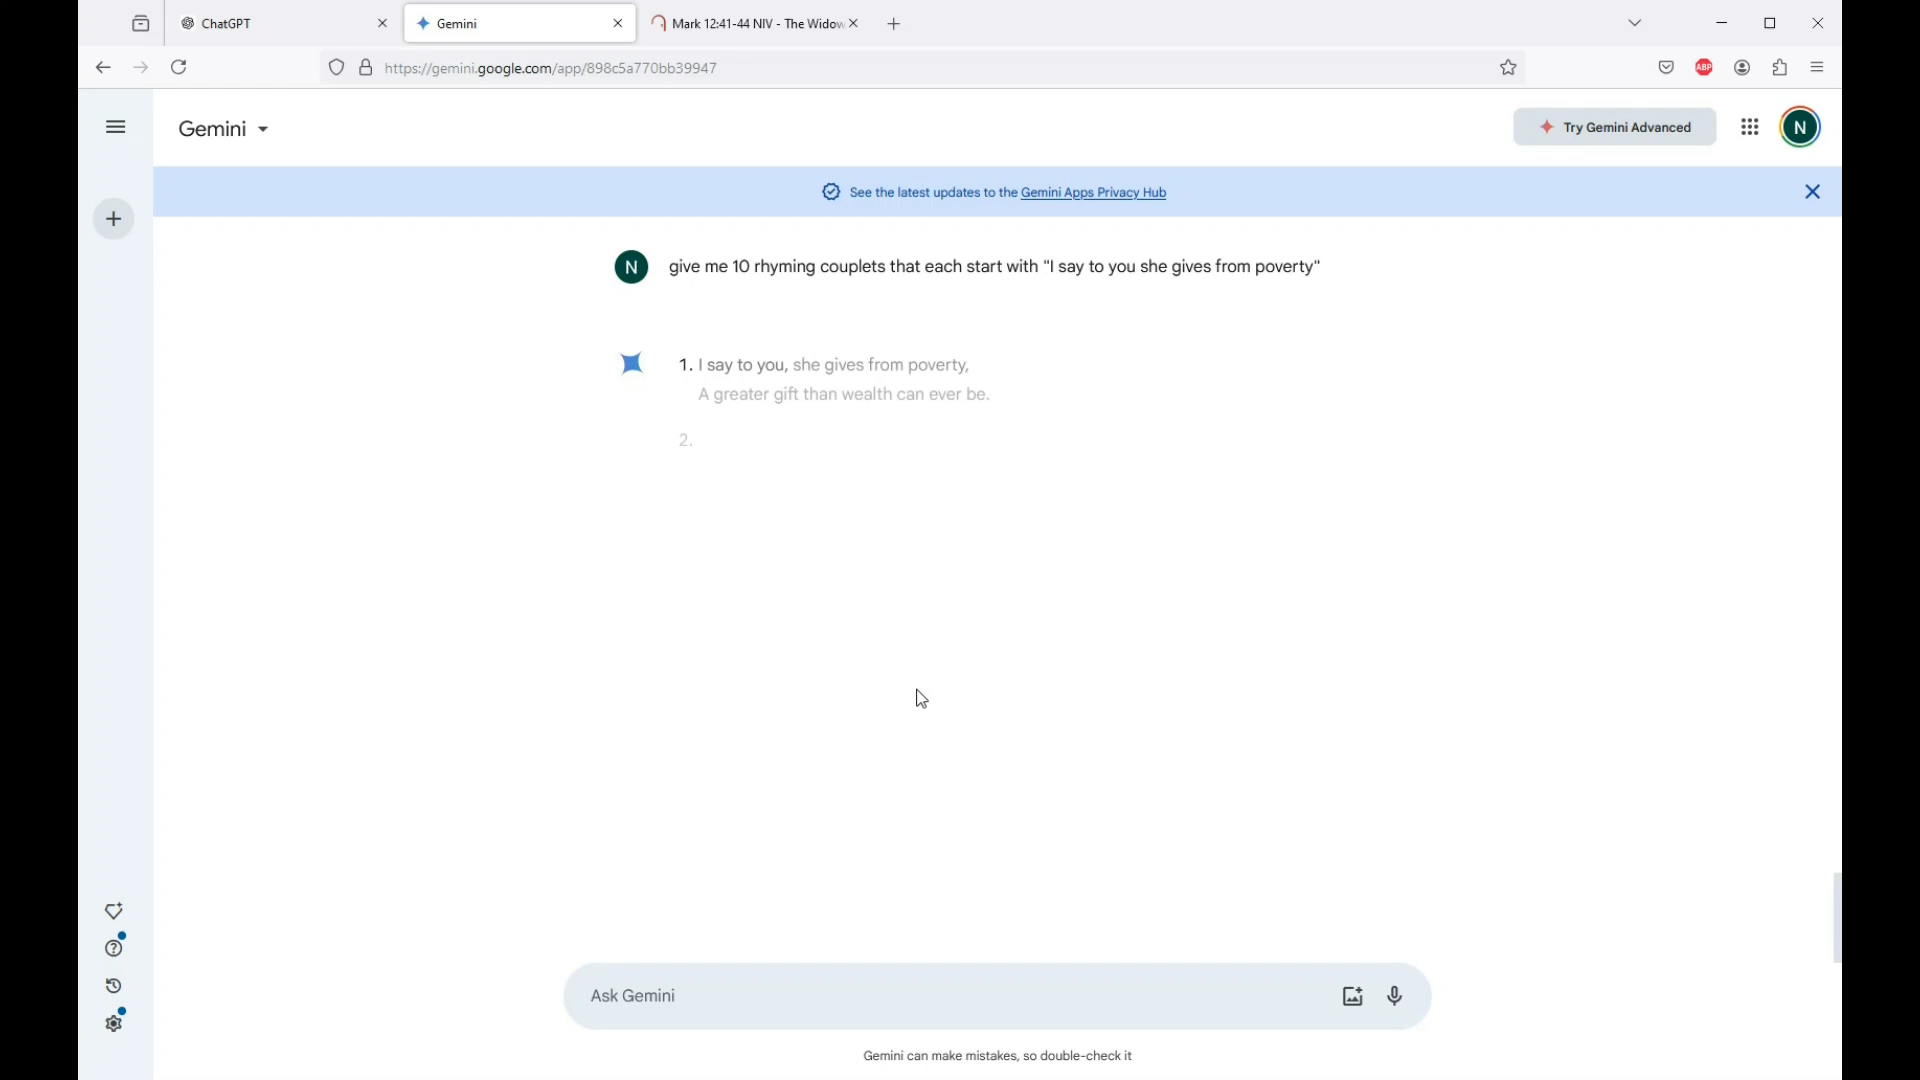 ChatGPT
Gemini
Mark 12:41-44 NIV - The Widow
https://gemini.google.com/app/898c5a770bb39947
ABP
Gemini
Try Gemini Advanced
N
See the latest updates to the Gemini Apps Privacy Hub
N
give me 10 rhyming couplets that each start with "I say to you she gives from poverty"
1. I say to you, she gives from poverty,
A greater gift than wealth can ever be.
2.
Ask Gemini
Gemini can make mistakes, so double-check it